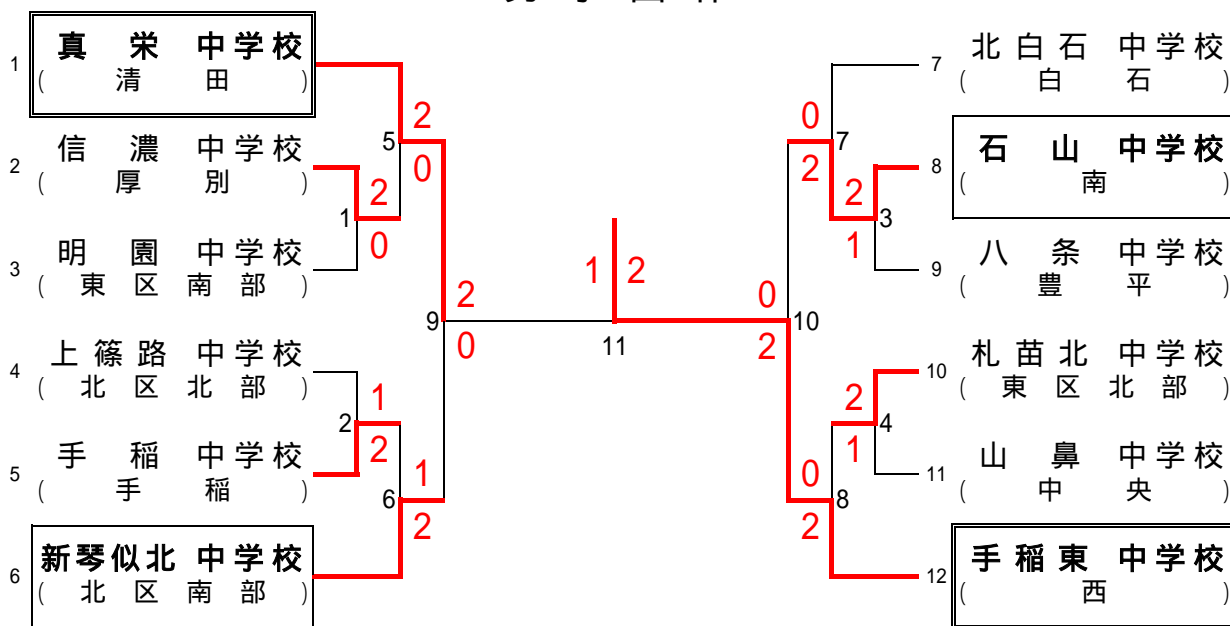 1
真栄 中学校
( 清田 )
2
信濃 中学校
( 厚別 )
3
明園 中学校
( 東区南部 )
4
上篠路 中学校
( 北区北部 )
5
手稲 中学校
( 手稲 )
6
新琴似北 中学校
( 北区南部 )
1
2
0
2
1
2
5
2
0
6
1
2
9
2
0
1 2
11
0
10
2
0
7
2
0
8
2
2
3
1
2
4
1
7
北白石 中学校
( 白石 )
8
石山 中学校
( 南 )
9
八条 中学校
( 豊平 )
10
札苗北 中学校
( 東区北部 )
11
山鼻 中学校
( 中央 )
12
手稲東 中学校
( 西 )